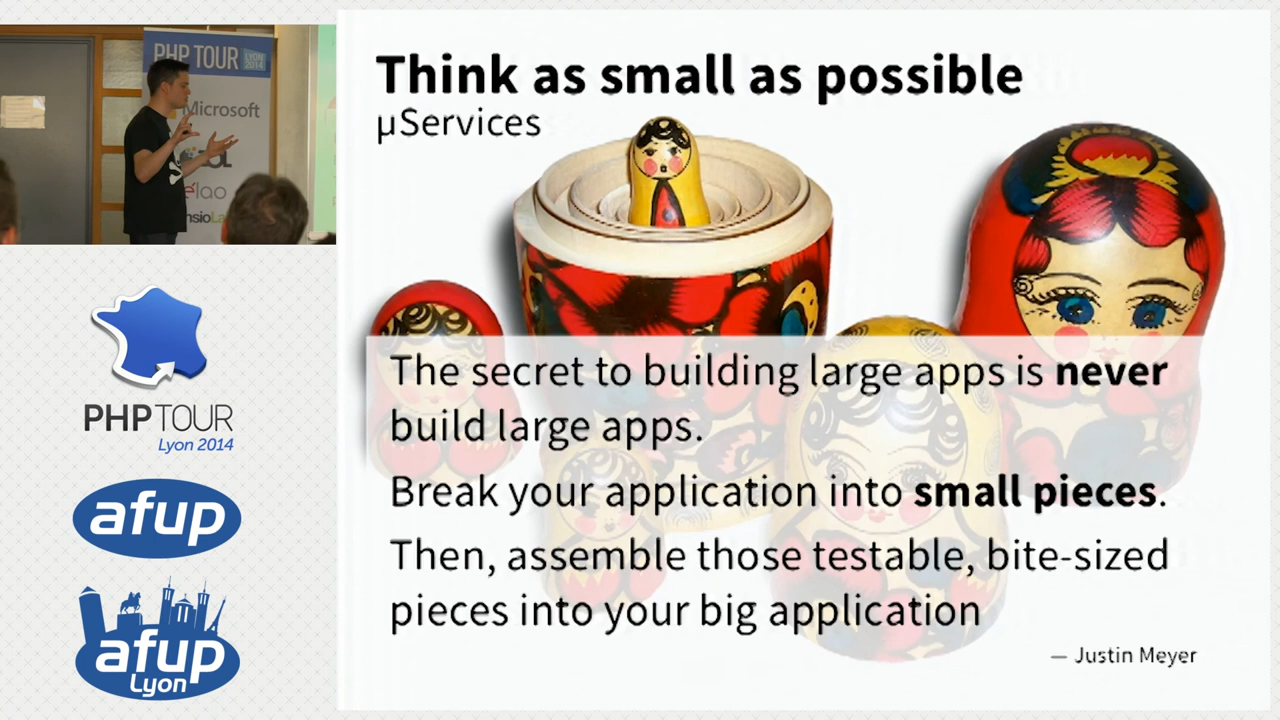 PHP TOUR
LYON
2014
Microsoft
Think as small as possible
µServices
The secret to building large apps is never
build large apps.
Break your application into small pieces.
Then, assemble those testable, bite-sized
pieces into your big application
— Justin Meyer
PHP TOUR
Lyon 2014
afup
afup
Lyon